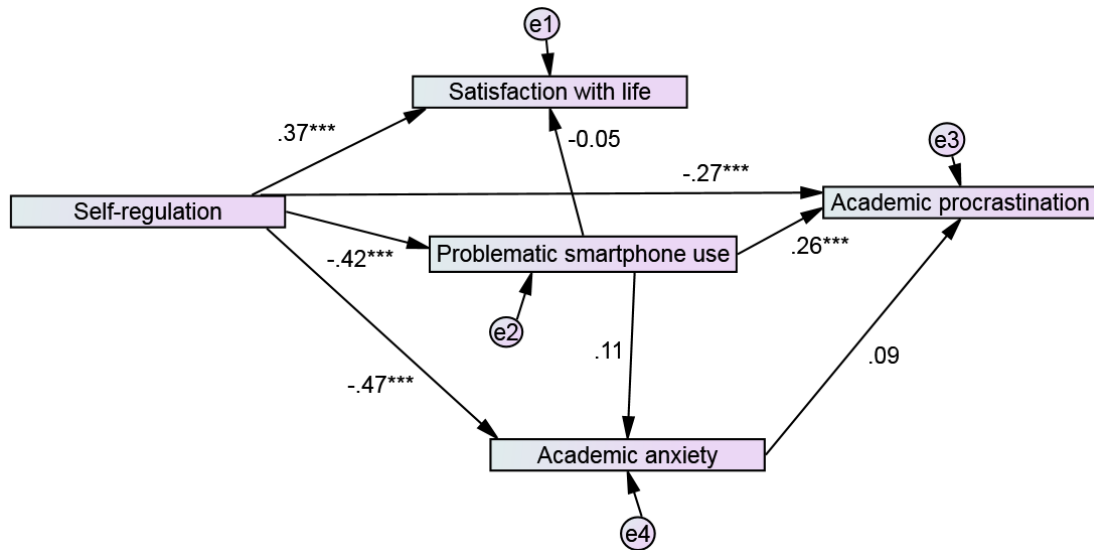 e1
Satisfaction with life
.37***
-0.05
e3
-.27***
Academic procrastination
Self-regulation
-.42***
Problematic smartphone use
.26***
e2
.11
.09
-.47***
Academic anxiety
e4